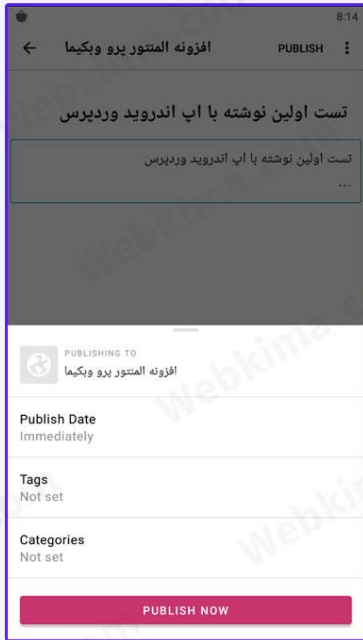 8:14
افزونه المنتور پرو وبکیما
PUBLISH
تست اولین نوشته با اپ اندروید وردپرس
تست اولین نوشته با اپ اندروید وردپرس
...
PUBLISHING TO
افزونه المنتور پرو وبکیما
Publish Date
Immediately
Tags
Not set
Categories
Not set
PUBLISH NOW
Webkima.com